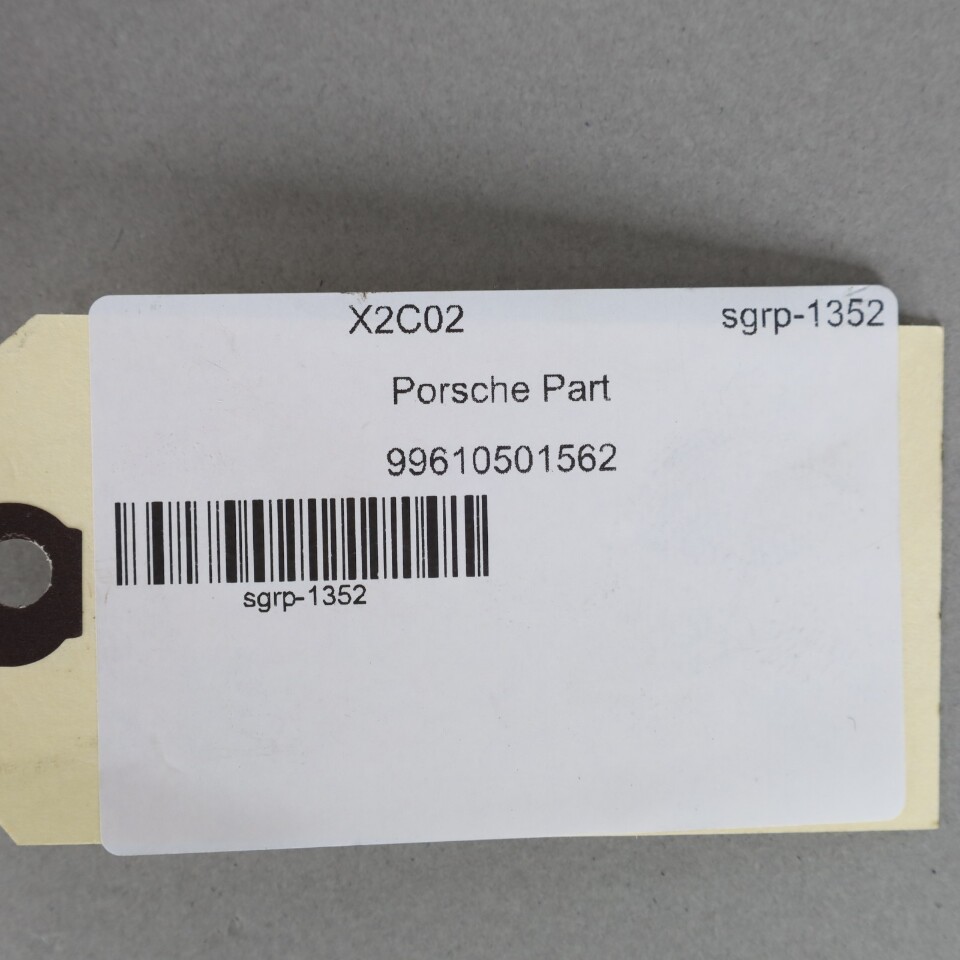 X2C02 sgrp-1352
Porsche Part
99610501562
sgrp-1352